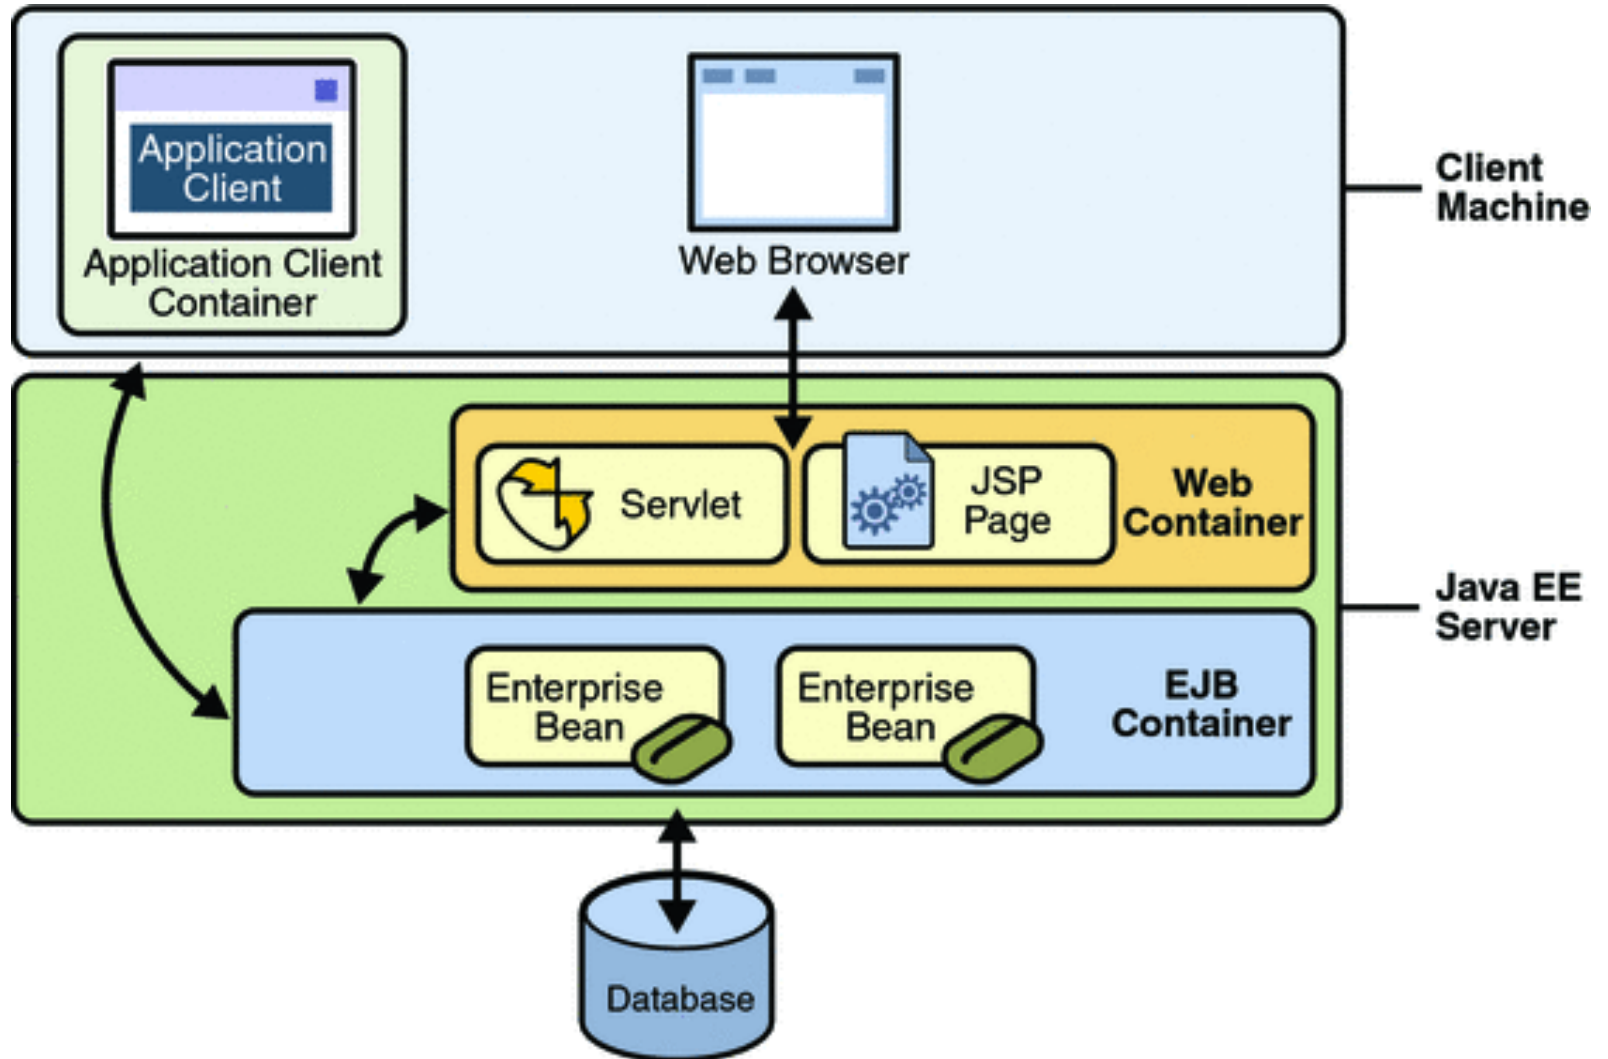 Application
Client
Application Client
Container
Web Browser
Client
Machine
Servlet
JSP
Page
Web
Container
Java EE
Server
Enterprise
Bean
Enterprise
Bean
EJB
Container
Database